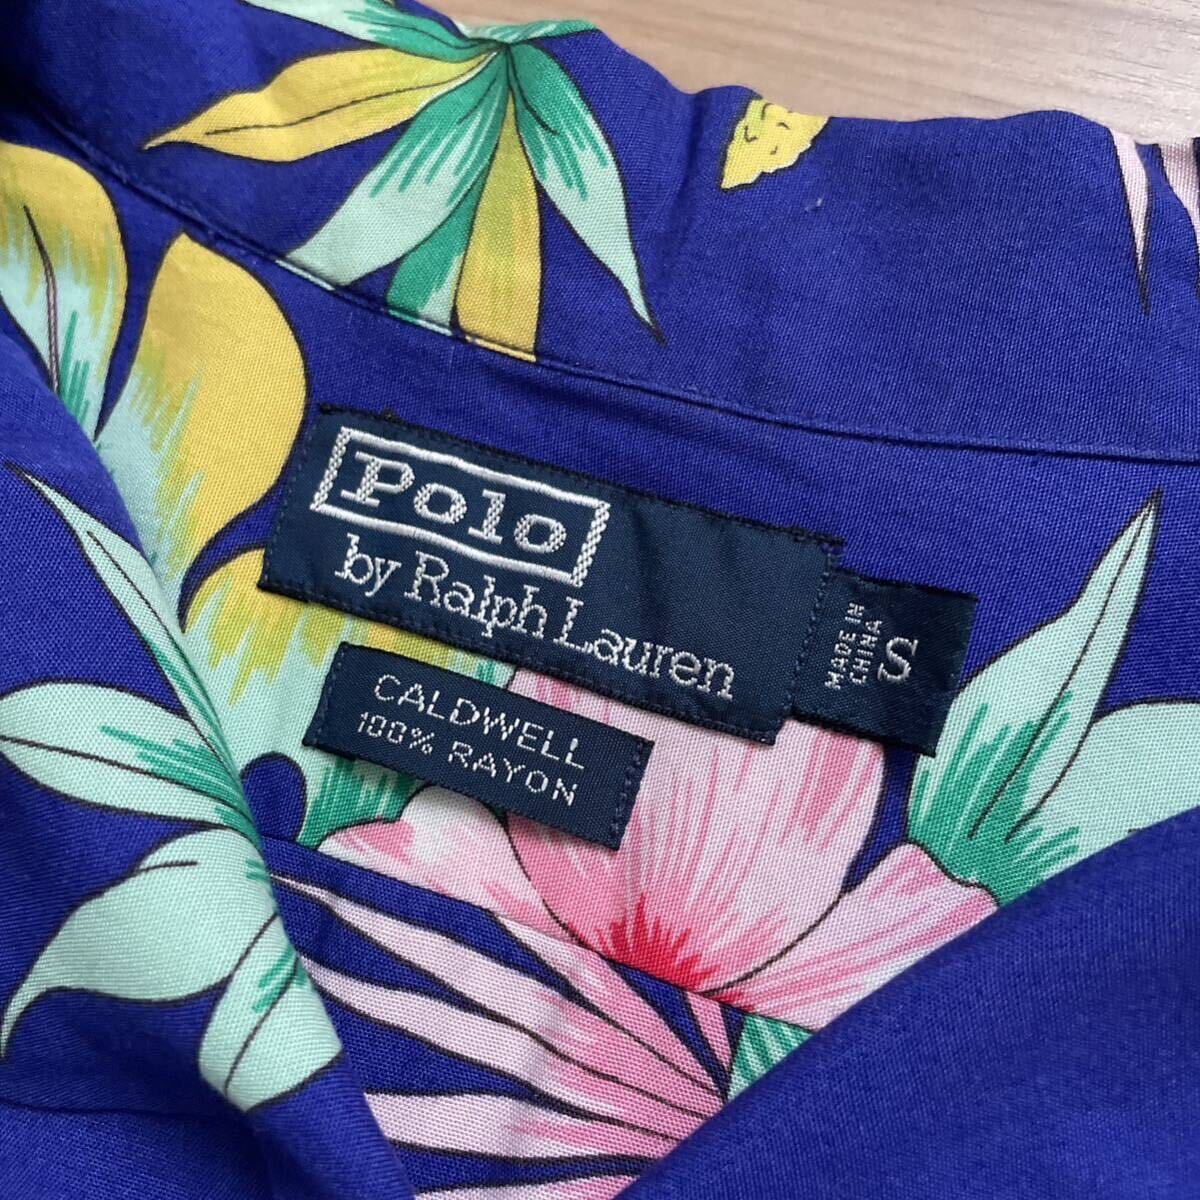 Polo
by Ralph Lauren
MADE IN
CHINA
S
CALDWELL
100% RAYON